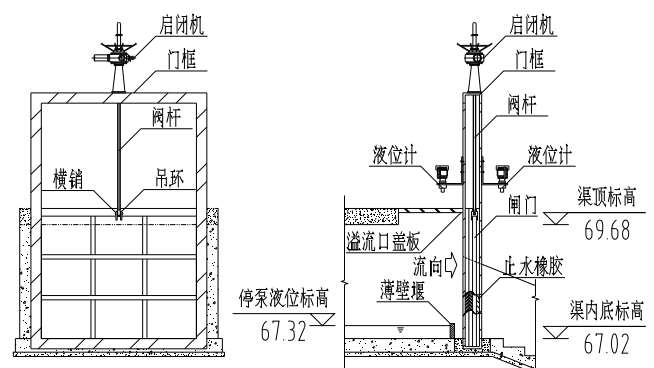 启闭机
门框
阀杆
横销
吊环
停泵液位标高
67.32
启闭机
门框
阀杆
液位计
液位计
渠顶标高
69.68
闸门
溢流口盖板
流向
止水橡胶
薄壁堰
渠内底标高
67.02